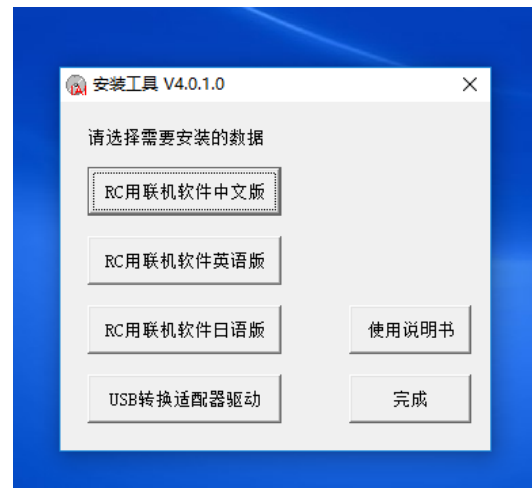 安装工具 V4.0.1.0
请选择需要安装的数据
RC用联机软件中文版
RC用联机软件英语版
RC用联机软件日语版
使用说明书
USB转换适配器驱动
完成